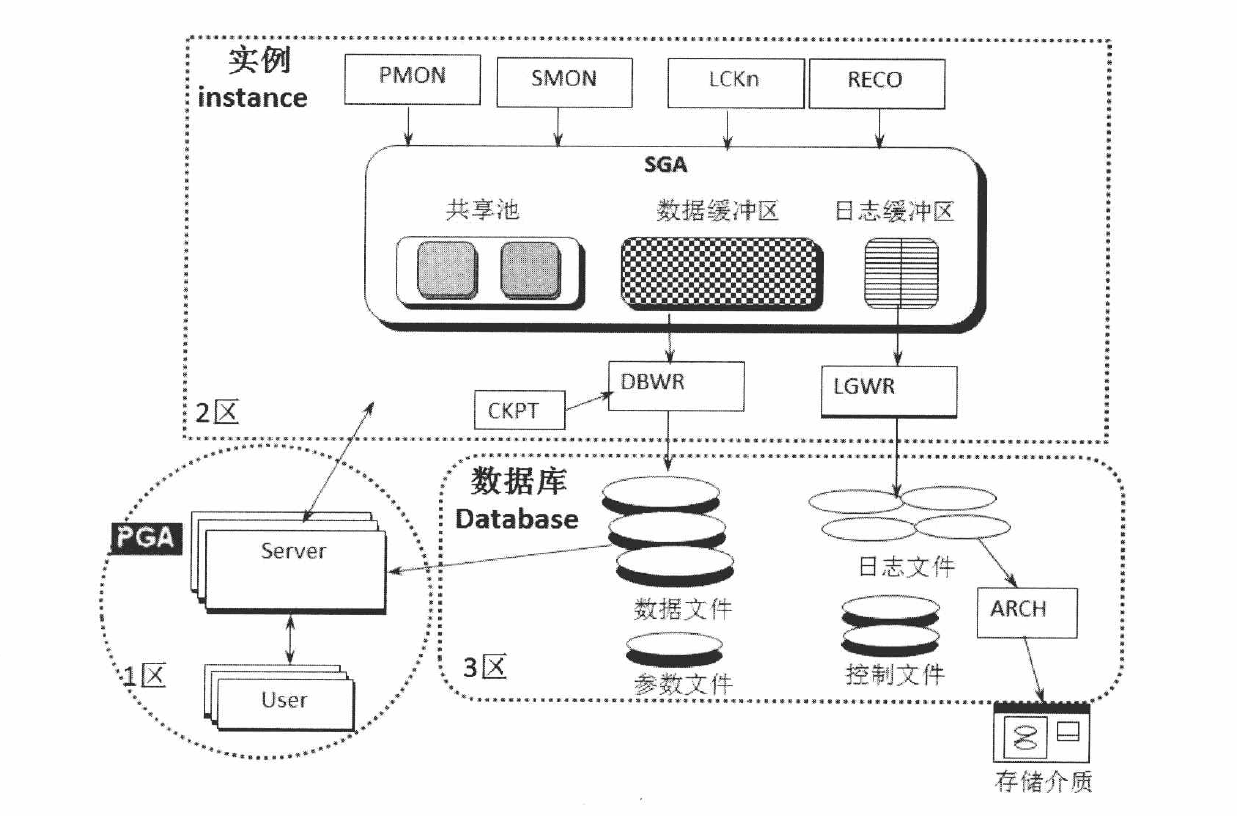 实例
instance
PMON
SMON
LCKn
RECO
SGA
共享池
数据缓冲区
日志缓冲区
DBWR
LGWR
CKPT
2区
数据库
Database
PGA
Server
日志文件
数据文件
ARCH
1区
3区
User
参数文件
控制文件
存储介质